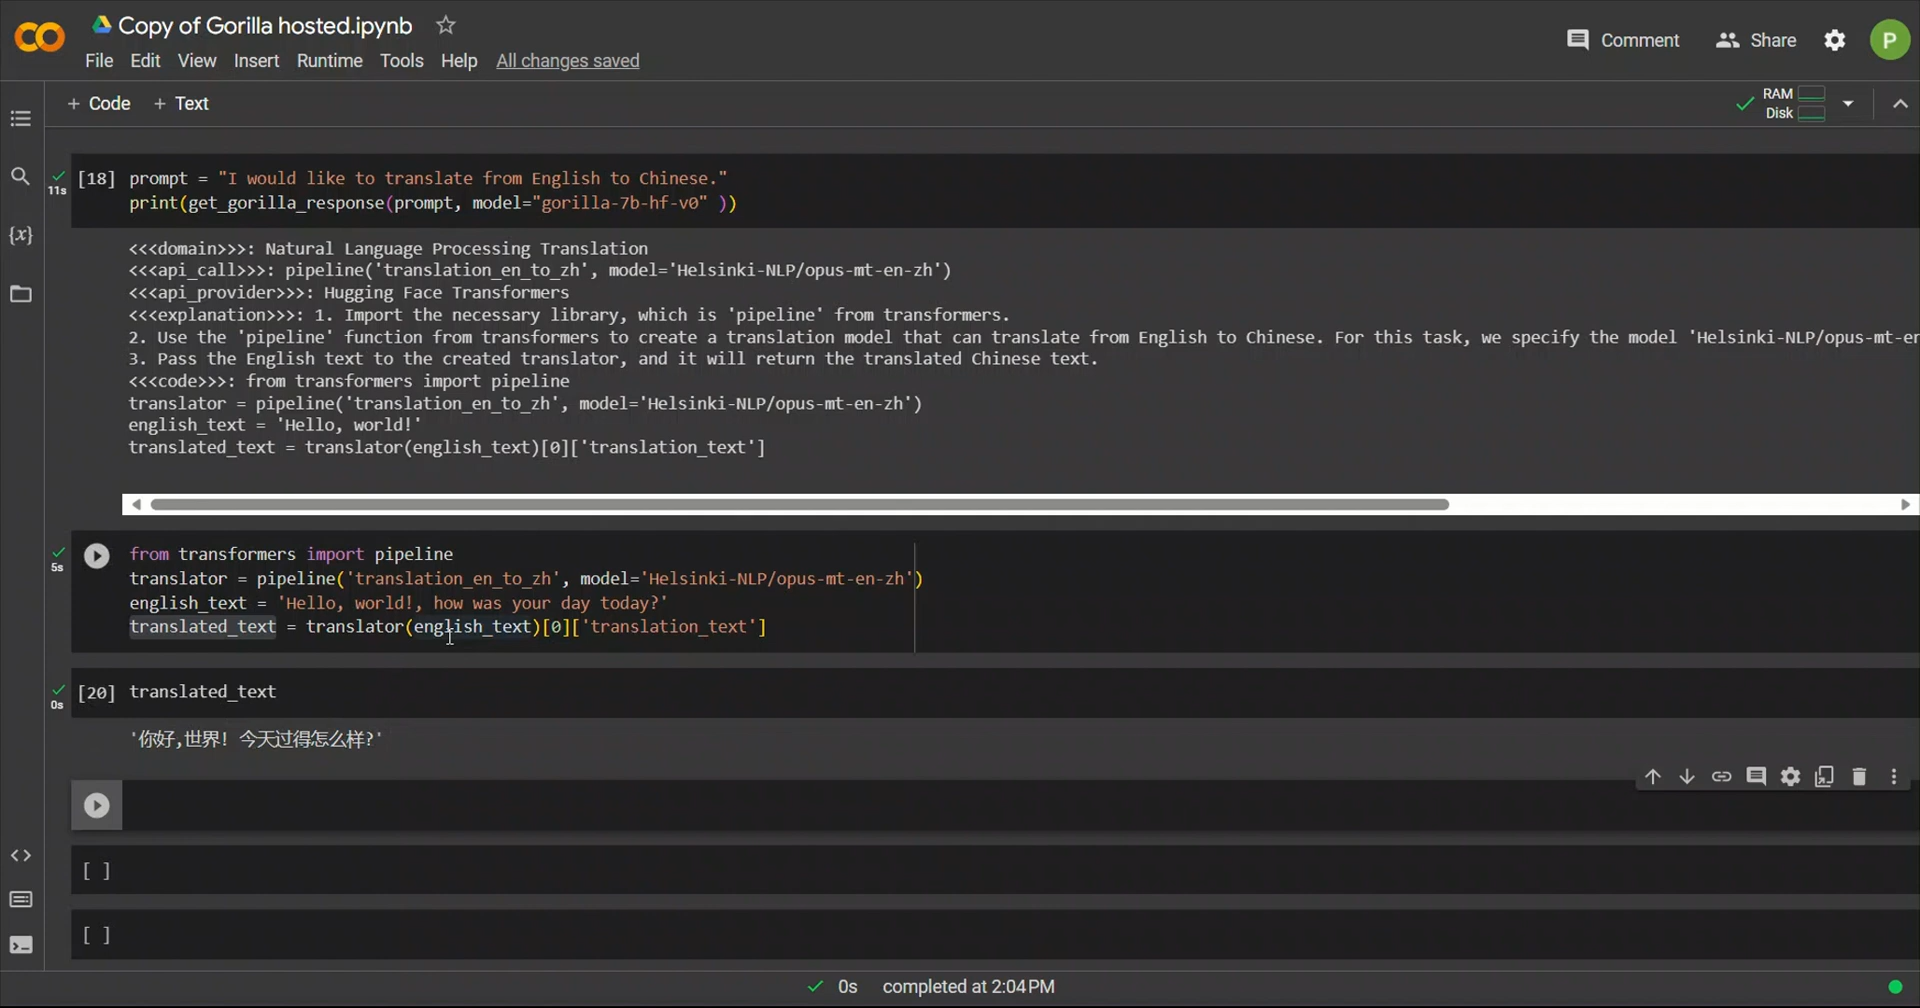 Copy of Gorilla hosted.ipynb
File Edit View Insert Runtime Tools Help All changes saved
Comment Share P
+ Code + Text
RAM
Disk
[18] prompt = "I would like to translate from English to Chinese."
11s
print(get_gorilla_response(prompt, model="gorilla-7b-hf-v0" ))
<<<domain>>>: Natural Language Processing Translation
<<<api_call>>>: pipeline('translation_en_to_zh', model='Helsinki-NLP/opus-mt-en-zh')
<<<api_provider>>>: Hugging Face Transformers
<<<explanation>>>: 1. Import the necessary library, which is 'pipeline' from transformers.
2. Use the 'pipeline' function from transformers to create a translation model that can translate from English to Chinese. For this task, we specify the model 'Helsinki-NLP/opus-mt-er
3. Pass the English text to the created translator, and it will return the translated Chinese text.
<<<code>>>: from transformers import pipeline
translator = pipeline('translation_en_to_zh', model='Helsinki-NLP/opus-mt-en-zh')
english_text = 'Hello, world!'
translated_text = translator(english_text)[0]['translation_text']
from transformers import pipeline
5s
translator = pipeline('translation_en_to_zh', model='Helsinki-NLP/opus-mt-en-zh')
english_text = 'Hello, world!, how was your day today?'
translated_text = translator(english_text)[0]['translation_text']
[20] translated_text
0s
'你好,世界! 今天过得怎么样?'
[ ]
[ ]
0s completed at 2:04 PM